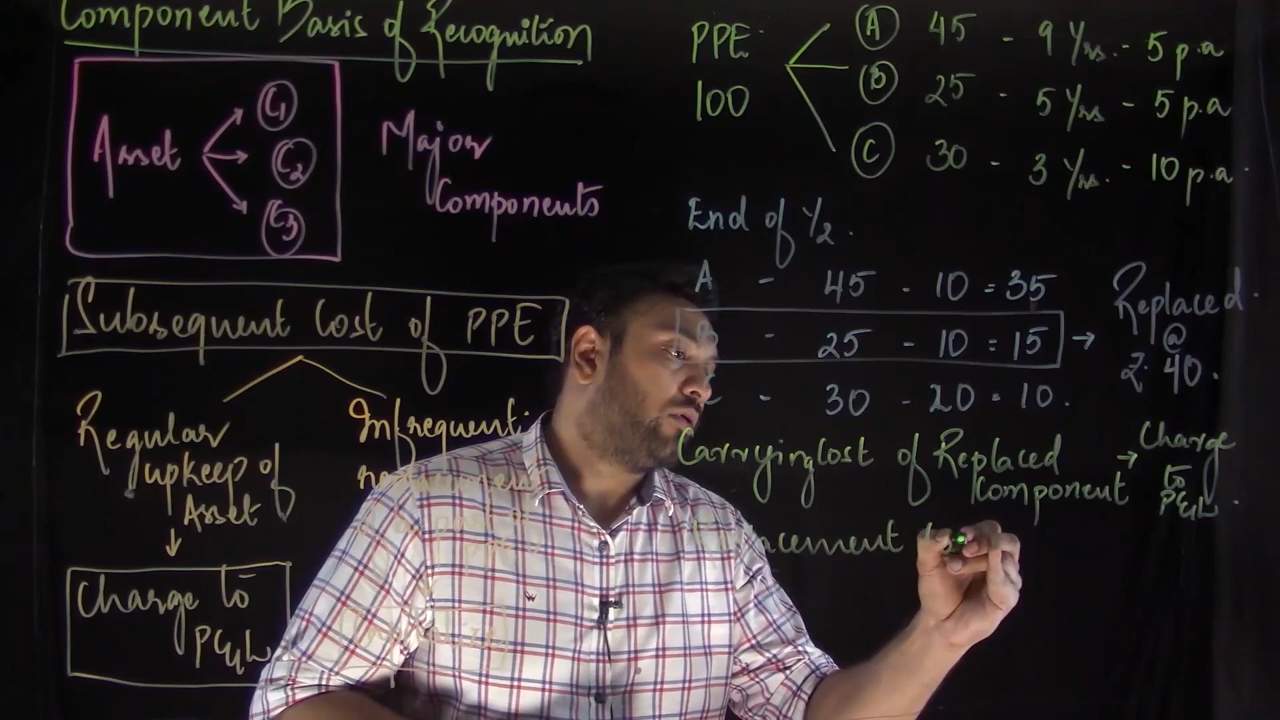 Component Basis of Recognition
Asset
C1
C2
C3
Major
Components
Subsequent Cost of PPE
Regular
upkeep of
Asset
Infrequent
Charge to
P&L
PPE
100
A 45 - 9 Yrs. - 5 p.a
B 25 - 5 Yrs - 5 p.a
C 30 - 3 Yrs. - 10 p.a.
End of Y2.
A - 45 - 10 = 35
B - 25 - 10 = 15 → Replaced
@
40.
- 30 - 20 = 10.
Carrying Cost of Replaced
Component → Charge
to
P&L.